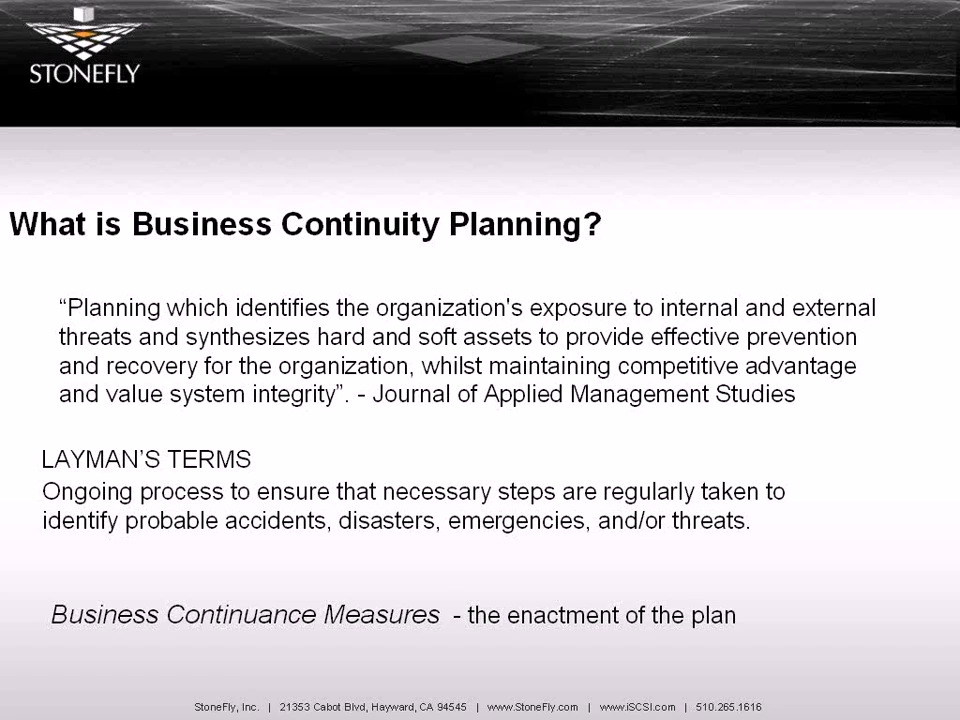 STONEFLY
What is Business Continuity Planning?
“Planning which identifies the organization's exposure to internal and external
threats and synthesizes hard and soft assets to provide effective prevention
and recovery for the organization, whilst maintaining competitive advantage
and value system integrity”. - Journal of Applied Management Studies
LAYMAN’S TERMS
Ongoing process to ensure that necessary steps are regularly taken to
identify probable accidents, disasters, emergencies, and/or threats.
Business Continuance Measures - the enactment of the plan
StoneFly, Inc. | 21353 Cabot Blvd, Hayward, CA 94545 | www.StoneFly.com | www.iSCSI.com | 510.265.1616